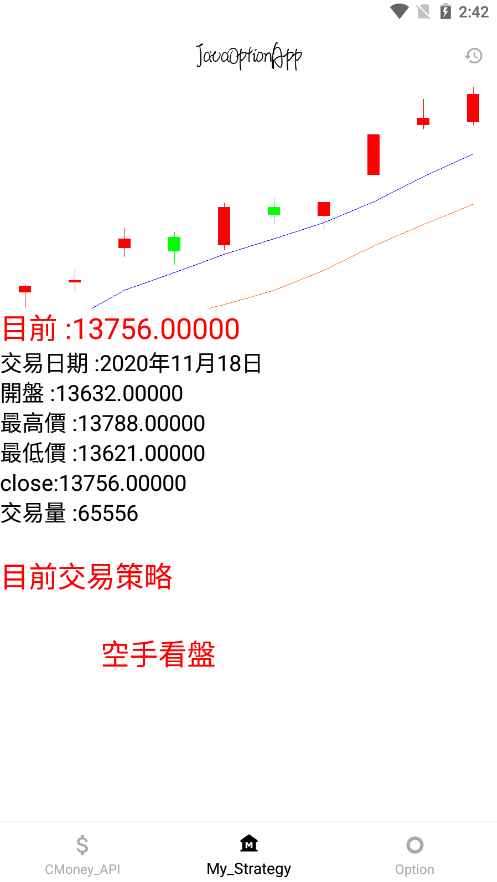 2:42
JavaOptionApp
目前 :13756.00000
交易日期 :2020年11月18日
開盤 :13632.00000
最高價 :13788.00000
最低價 :13621.00000
close:13756.00000
交易量 :65556
目前交易策略
空手看盤
CMoney_API
My_Strategy
Option